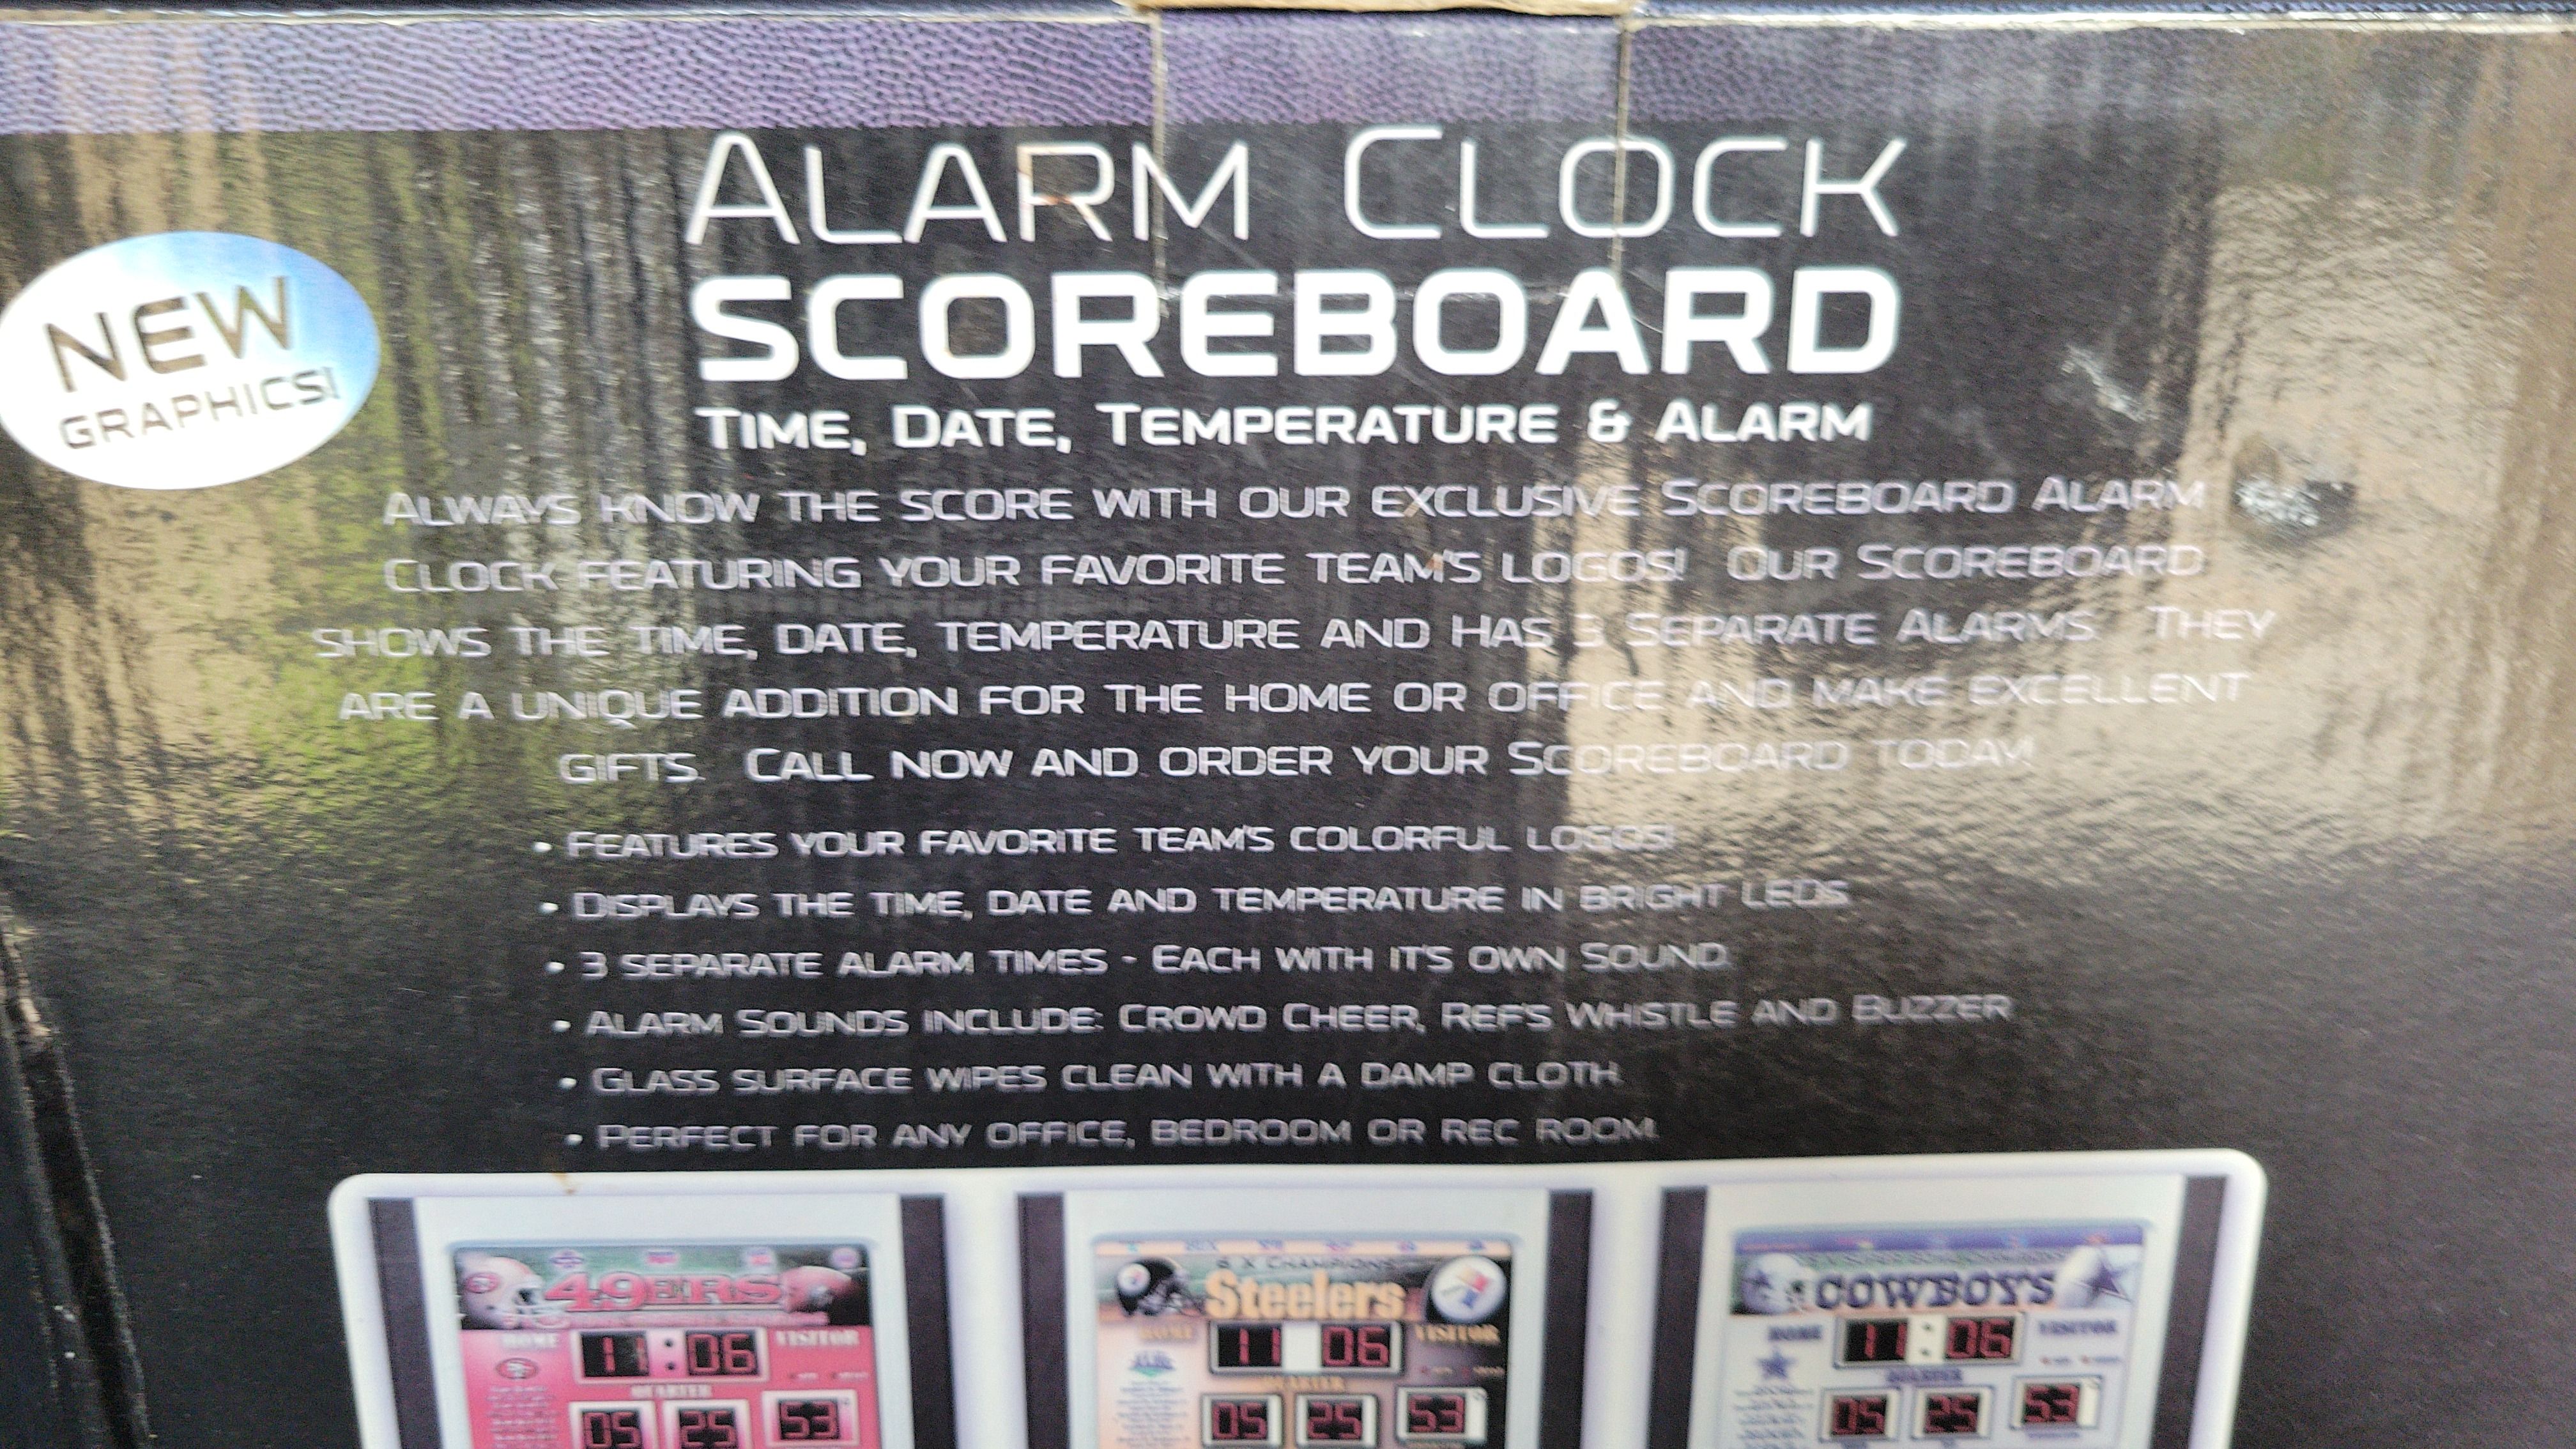 NEW
GRAPHICS!
ALARM CLOCK
SCOREBOARD
TIME, DATE, TEMPERATURE & ALARM
ALWAYS KNOW THE SCORE WITH OUR EXCLUSIVE SCOREBOARD ALARM
CLOCK FEATURING YOUR FAVORITE TEAM'S LOGOS! OUR SCOREBOARD
SHOWS THE TIME, DATE, TEMPERATURE AND HAS 3 SEPARATE ALARMS. THEY
ARE A UNIQUE ADDITION FOR THE HOME OR OFFICE AND MAKE EXCELLENT
GIFTS. CALL NOW AND ORDER YOUR SCOREBOARD TODAY!
• FEATURES YOUR FAVORITE TEAM'S COLORFUL LOGOS!
• DISPLAYS THE TIME, DATE AND TEMPERATURE IN BRIGHT LEDS.
• 3 SEPARATE ALARM TIMES - EACH WITH IT'S OWN SOUND.
• ALARM SOUNDS INCLUDE: CROWD CHEER, REF'S WHISTLE AND BUZZER
• GLASS SURFACE WIPES CLEAN WITH A DAMP CLOTH.
• PERFECT FOR ANY OFFICE, BEDROOM OR REC ROOM.
49ERS
HOME 11:06 VISITOR
QUARTER
05 25 53
6 X CHAMPIONS
Steelers
HOME 11 06 VISITOR
QUARTER
05 25 53
COWBOYS
HOME 11:06 VISITOR
QUARTER
05 25 53